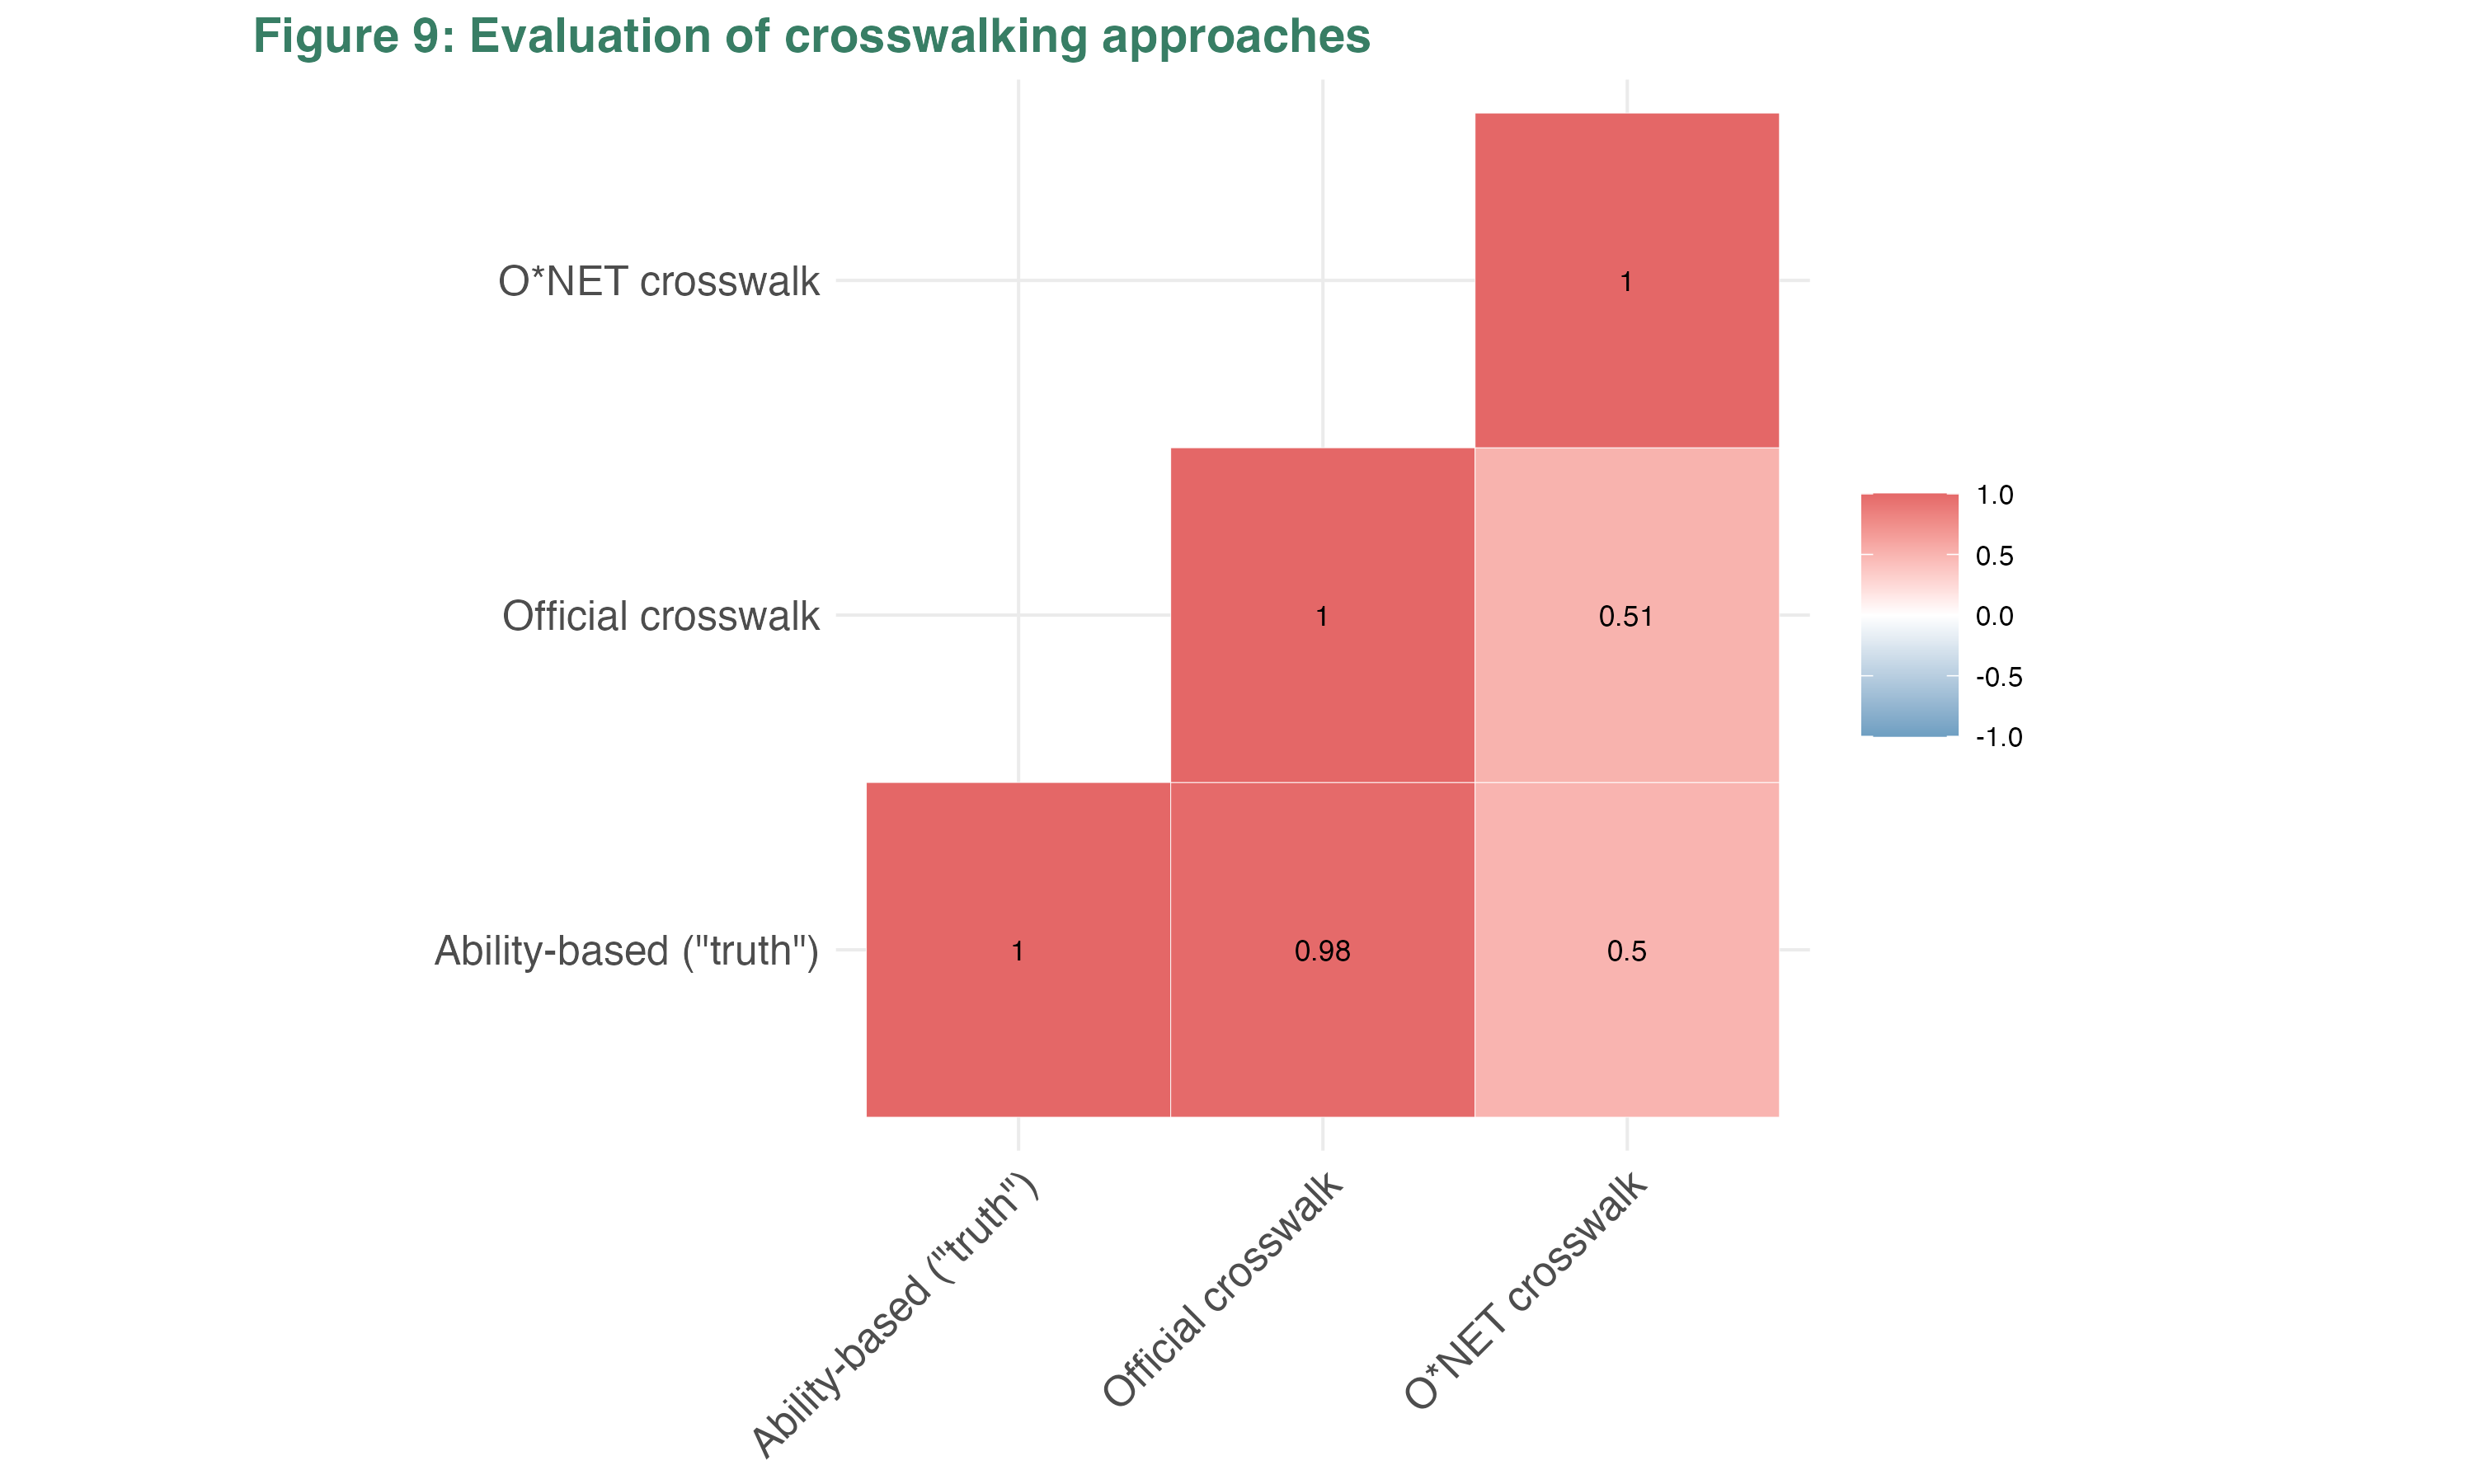 Figure 9: Evaluation of crosswalking approaches
O*NET crosswalk
1
Official crosswalk
1
0.51
Ability-based ("truth")
1
0.98
0.5
1.0
0.5
0.0
-0.5
-1.0
Ability-based ("truth")
Official crosswalk
O*NET crosswalk